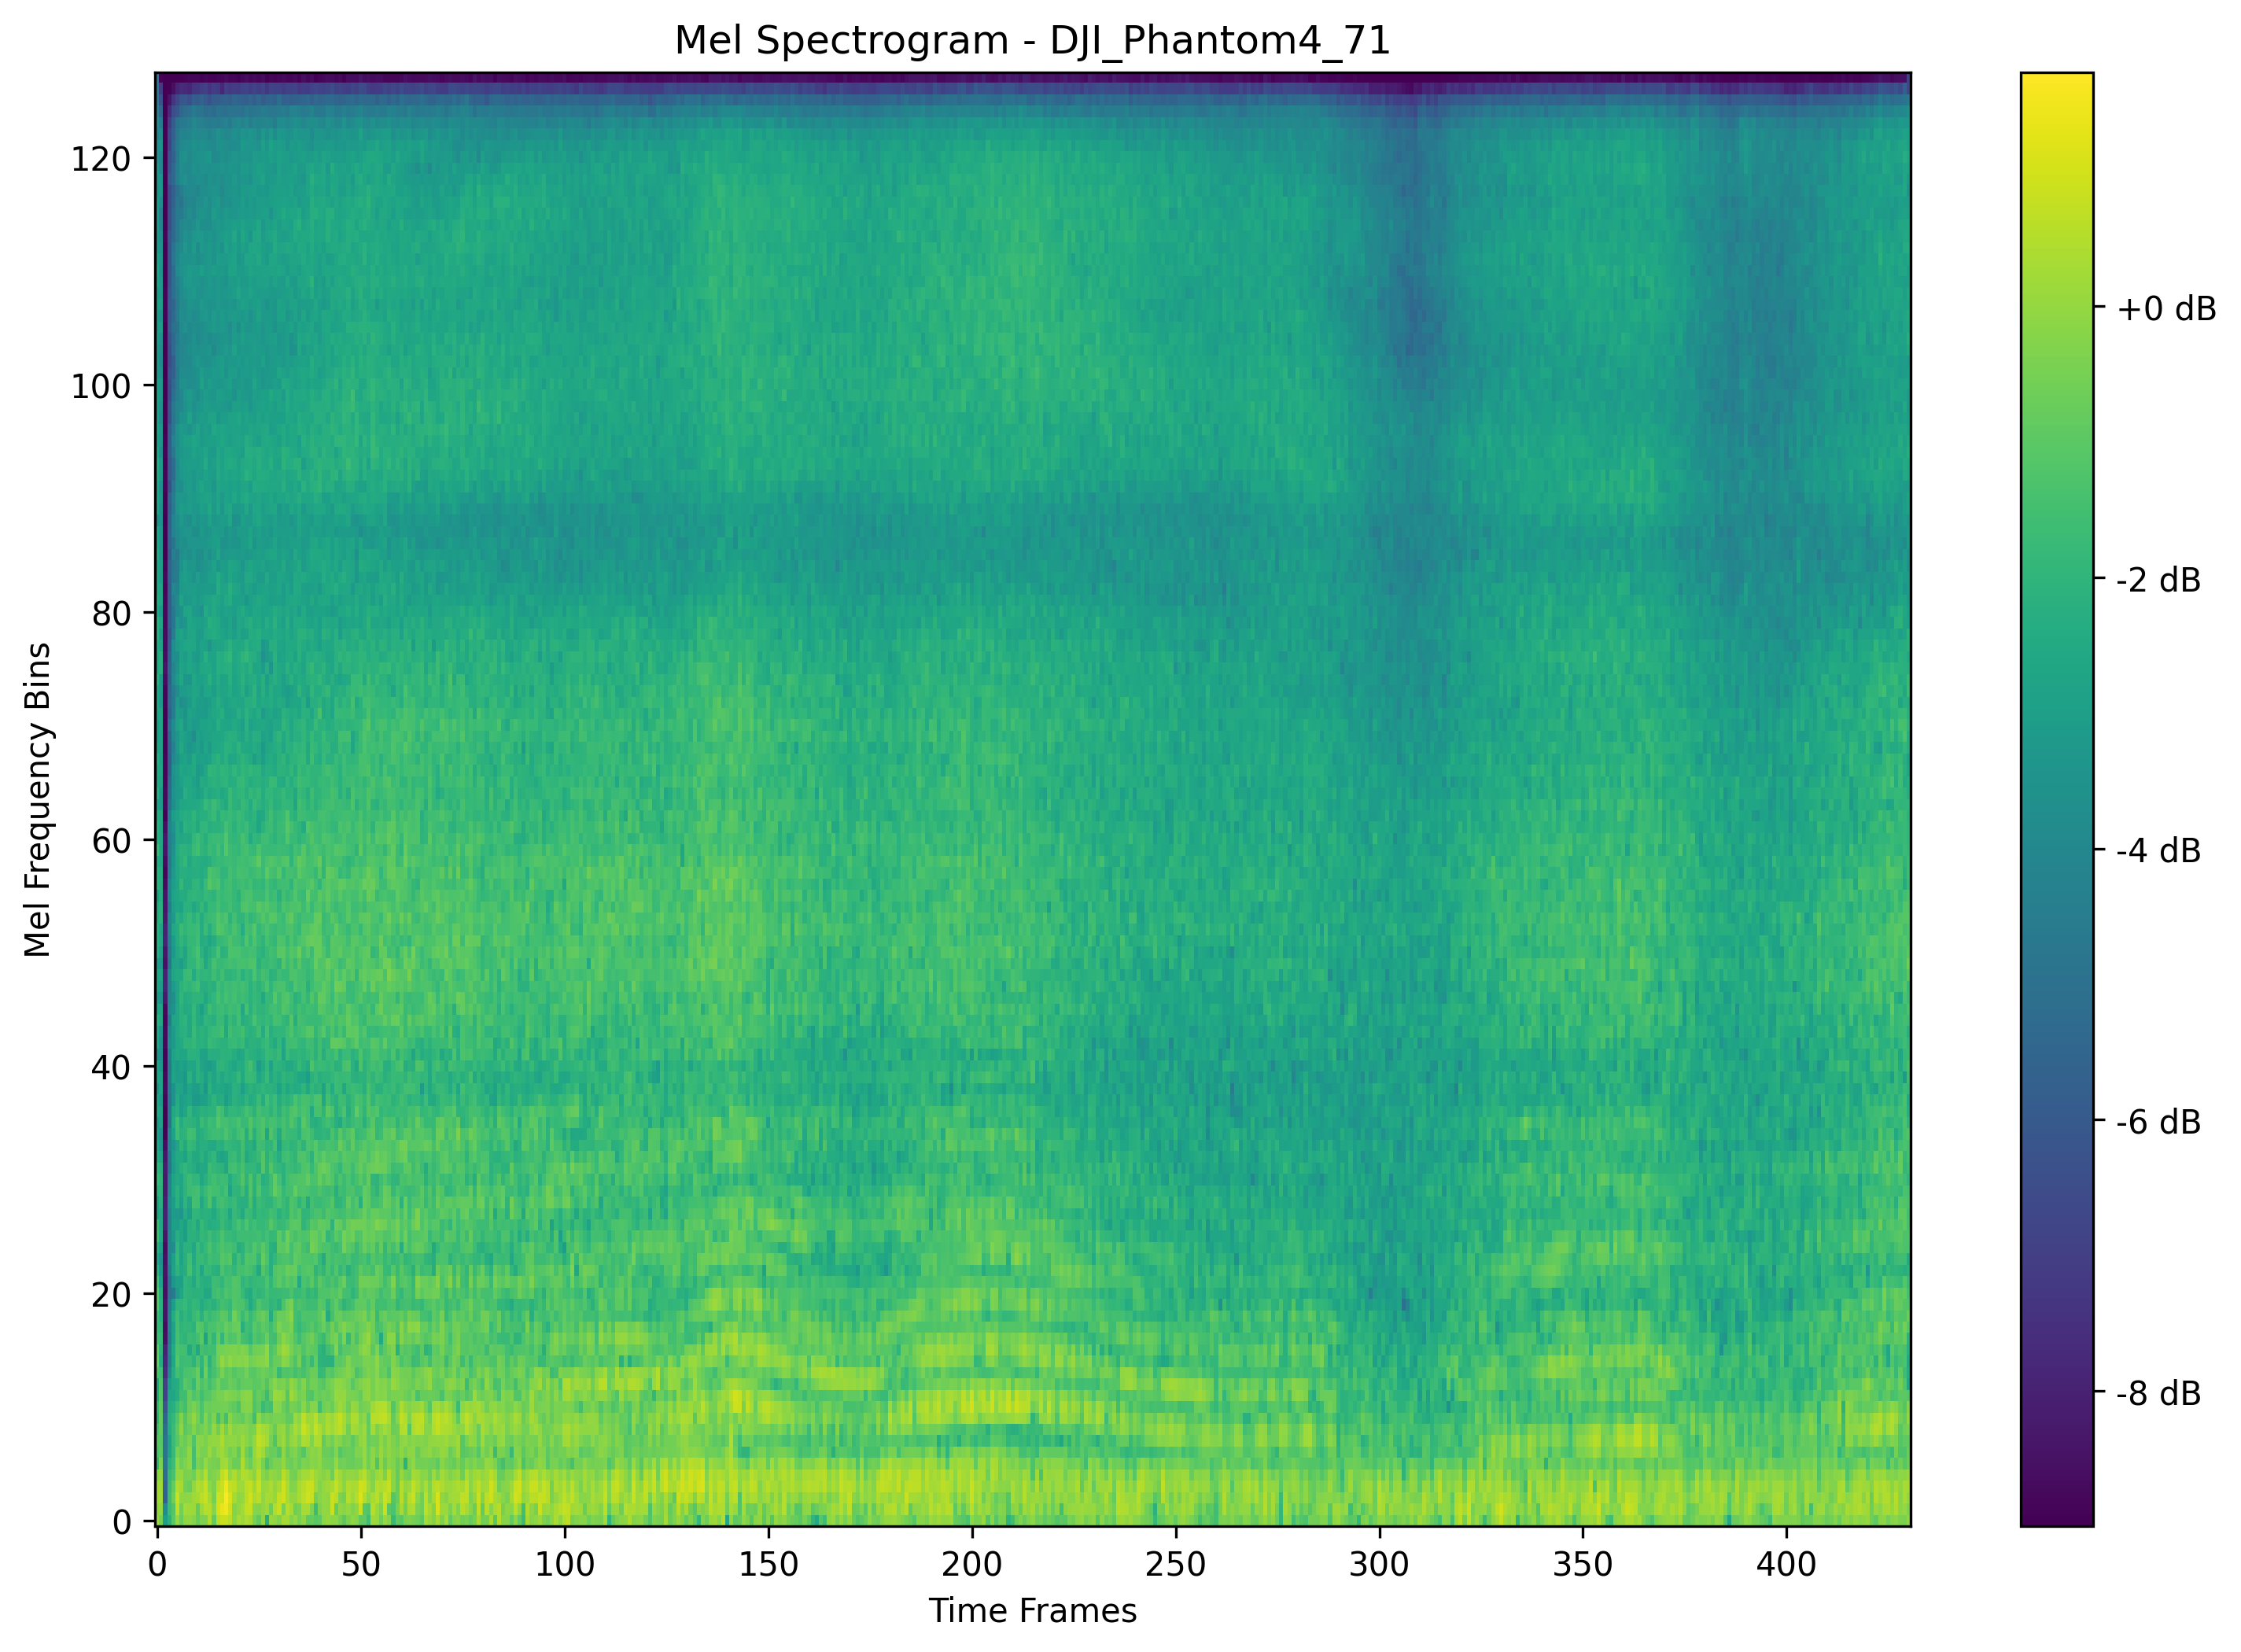 Mel Spectrogram - DJI_Phantom4_71
120
100
80
60
40
20
0
Mel Frequency Bins
0 50 100 150 200 250 300 350 400
Time Frames
+0 dB
-2 dB
-4 dB
-6 dB
-8 dB